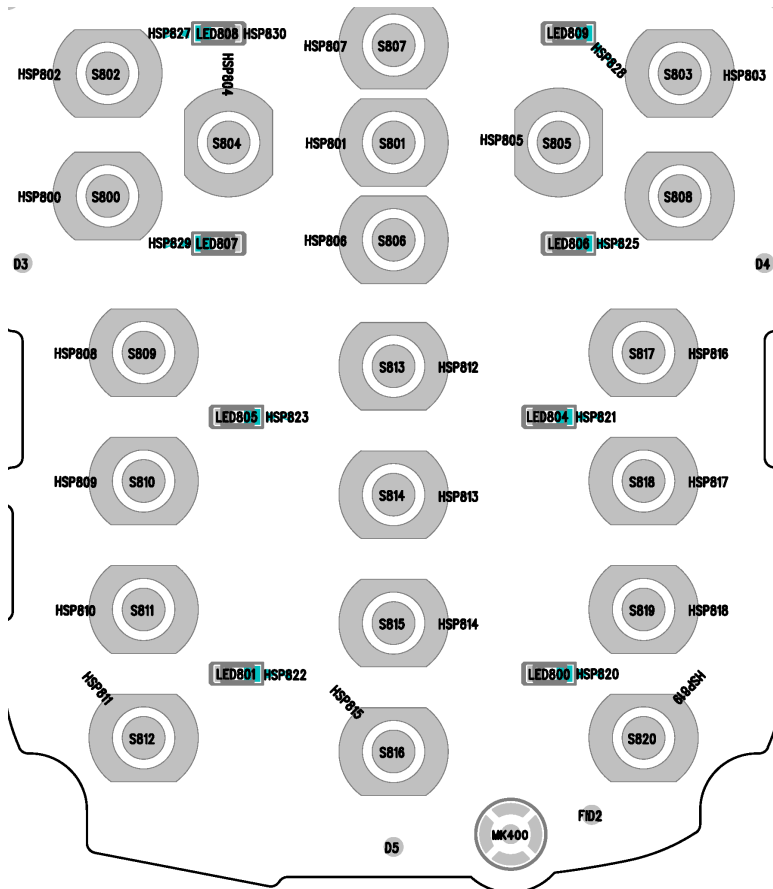 HSP827 LED808 HSP830 HSP807 S807 LED809
HSP802 S802 HSP804 HSP828 S803 HSP803
S804 HSP801 S801 HSP805 S805
HSP800 S800 S808
HSP829 LED807 HSP806 S806 LED806 HSP825
D3 D4
HSP808 S809 S813 HSP812 S817 HSP816
LED805 HSP823 LED804 HSP821
HSP809 S810 S814 HSP813 S818 HSP817
HSP810 S811 S815 HSP814 S819 HSP818
LED801 HSP822 LED800 HSP820
HSP811 HSP815 HSP819
S812 S816 S820
FID2
MK400
D5